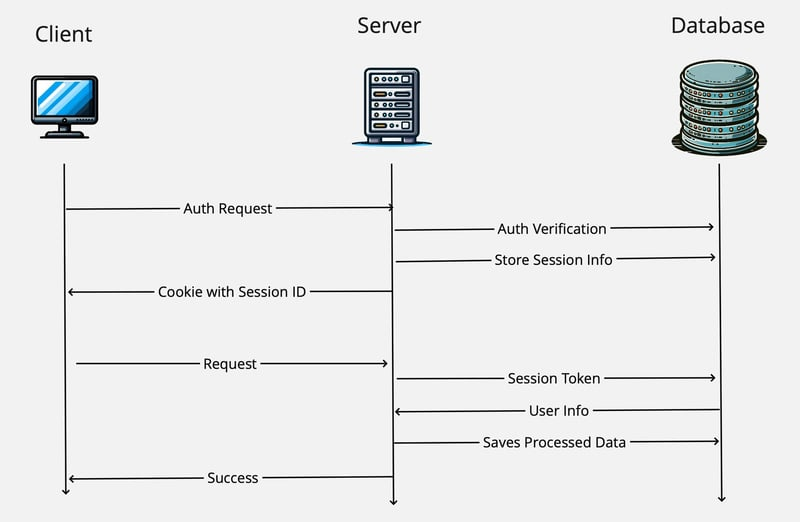 Client
Server
Database
Auth Request
Auth Verification
Store Session Info
Cookie with Session ID
Request
Session Token
User Info
Saves Processed Data
Success